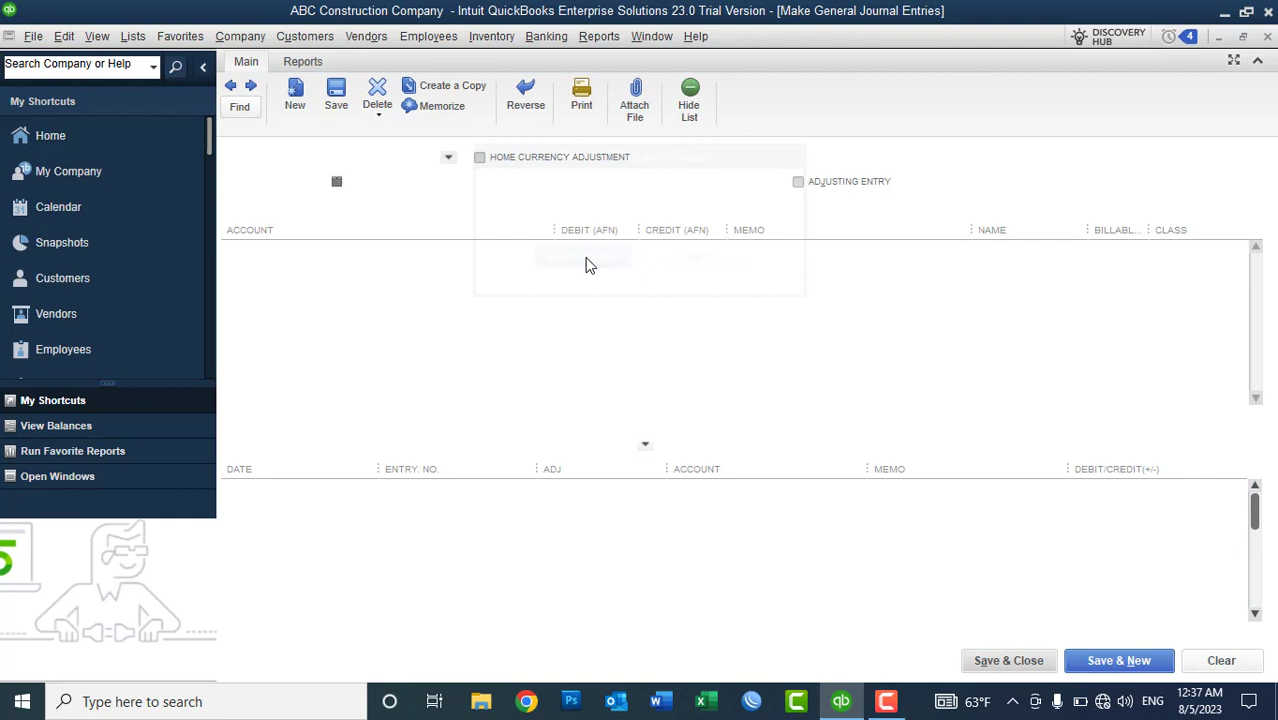 ABC Construction Company - Intuit QuickBooks Enterprise Solutions 23.0 Trial Version - [Make General Journal Entries]
File Edit View Lists Favorites Company Customers Vendors Employees Inventory Banking Reports Window Help
DISCOVERY HUB
4
Search Company or Help
Main Reports
My Shortcuts
Find
New
Save
Delete
Create a Copy
Memorize
Reverse
Print
Attach File
Hide List
Home
My Company
Calendar
Snapshots
Customers
Vendors
Employees
HOME CURRENCY ADJUSTMENT
ADJUSTING ENTRY
ACCOUNT DEBIT (AFN) CREDIT (AFN) MEMO NAME BILLABL... CLASS
My Shortcuts
View Balances
Run Favorite Reports
Open Windows
DATE ENTRY. NO. ADJ ACCOUNT MEMO DEBIT/CREDIT(+/-)
Save & Close Save & New Clear
Type here to search
63°F
ENG
12:37 AM
8/5/2023